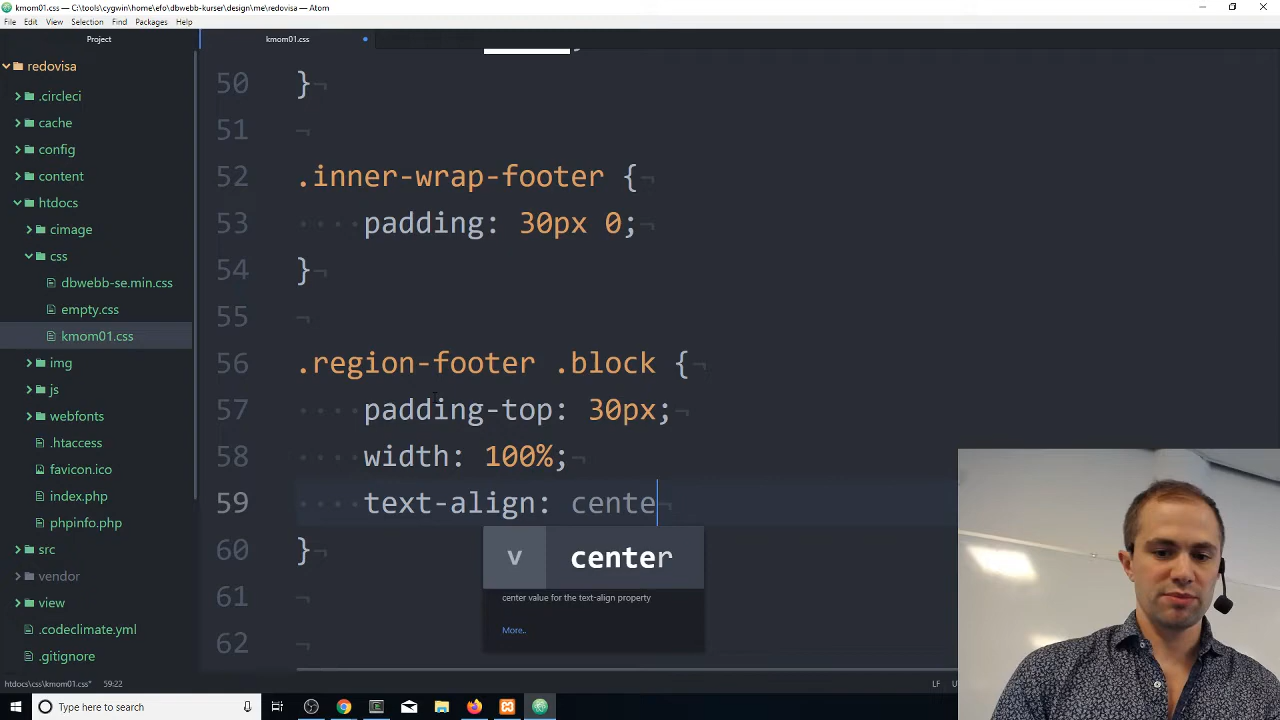 kmom01.css — C:\tools\cygwin\home\efo\dbwebb-kurser\design\me\redovisa — Atom
File Edit View Selection Find Packages Help
Project
kmom01.css
redovisa
.circleci
cache
config
content
htdocs
cimage
css
dbwebb-se.min.css
empty.css
kmom01.css
img
js
webfonts
.htaccess
favicon.ico
index.php
phpinfo.php
src
vendor
view
.codeclimate.yml
.gitignore
50 }
51
52 .inner-wrap-footer {
53 padding: 30px 0;
54 }
55
56 .region-footer .block {
57 padding-top: 30px;
58 width: 100%;
59 text-align: cente
60 }
61
62
v center
center value for the text-align property
More..
htdocs\css\kmom01.css* 59:22
LF
Type here to search